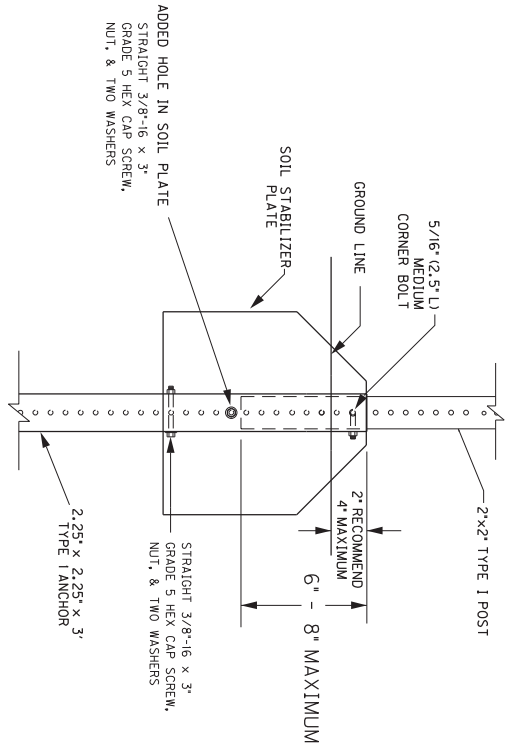 ADDED HOLE IN SOIL PLATE
STRAIGHT 3/8"-16 x 3"
GRADE 5 HEX CAP SCREW,
NUT, & TWO WASHERS
SOIL STABILIZER
PLATE
GROUND LINE
5/16" (2.5" L)
MEDIUM
CORNER BOLT
2"x2" TYPE I POST
2" RECOMMEND
4" MAXIMUM
6" - 8" MAXIMUM
STRAIGHT 3/8"-16 x 3"
GRADE 5 HEX CAP SCREW,
NUT, & TWO WASHERS
2.25" x 2.25" x 3'
TYPE I ANCHOR